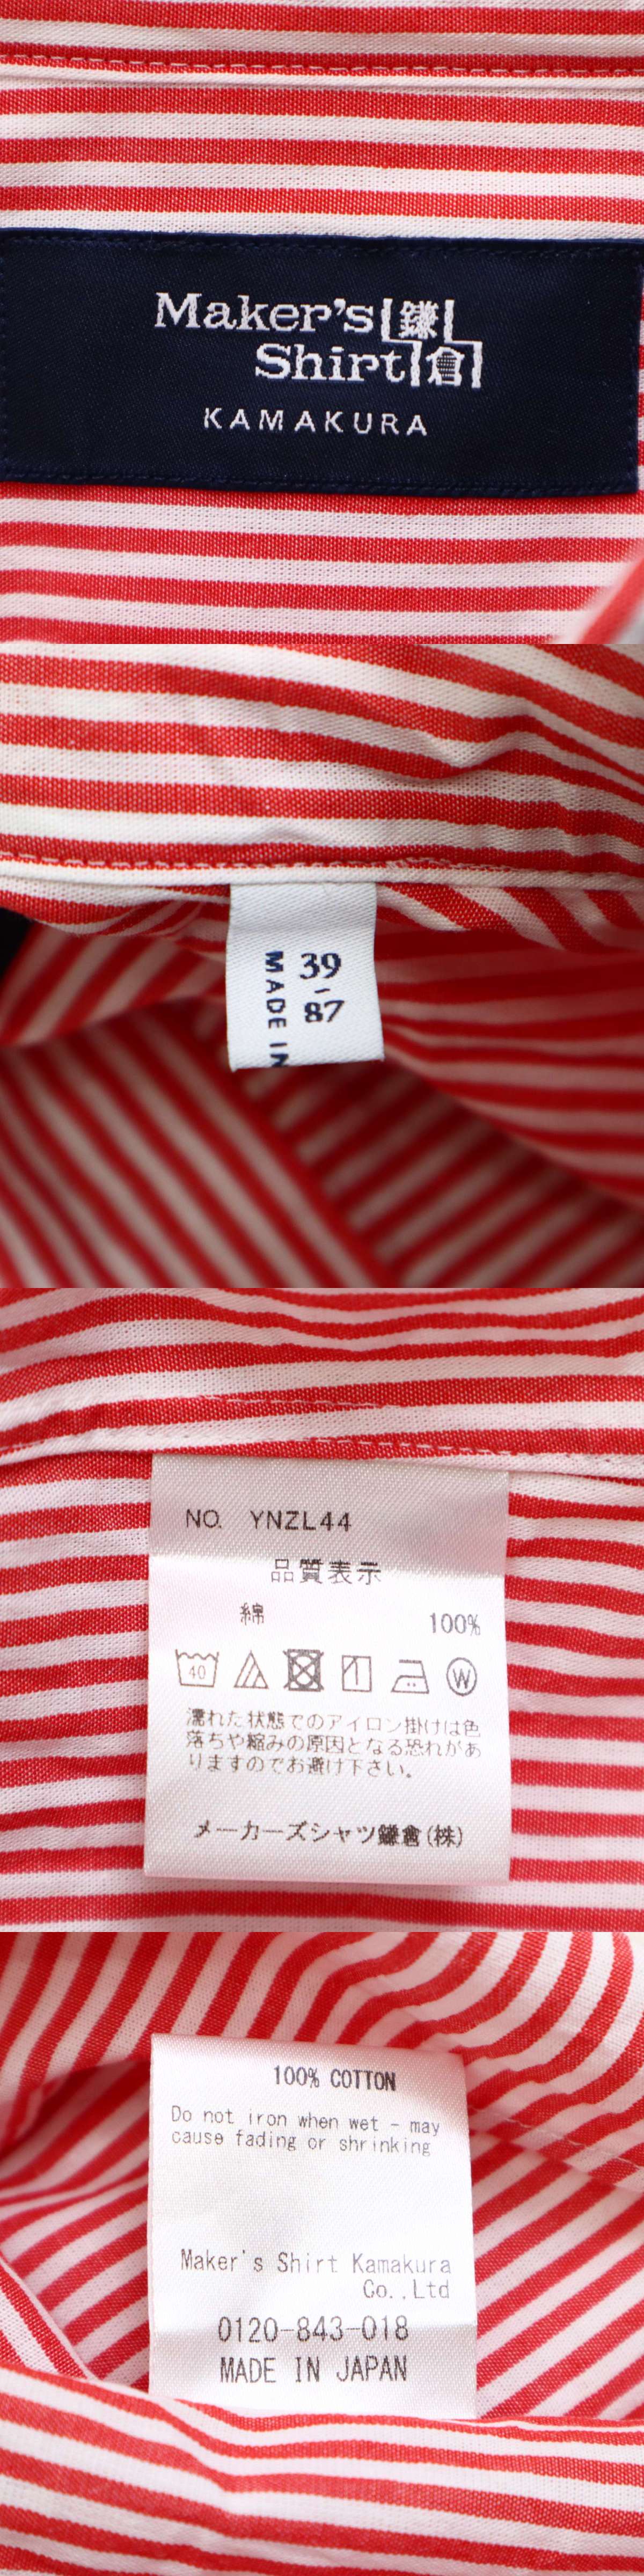 Maker's 鎌
Shirt 倉
KAMAKURA
39
-
87
MADE IN
NO. YNZL44
品質表示
綿 100%
40
W
濡れた状態でのアイロン掛けは色
落ちや縮みの原因となる恐れがあ
りますのでお避け下さい。
メーカーズシャツ鎌倉(株)
100% COTTON
Do not iron when wet - may
cause fading or shrinking
Maker's Shirt Kamakura
Co.,Ltd
0120-843-018
MADE IN JAPAN